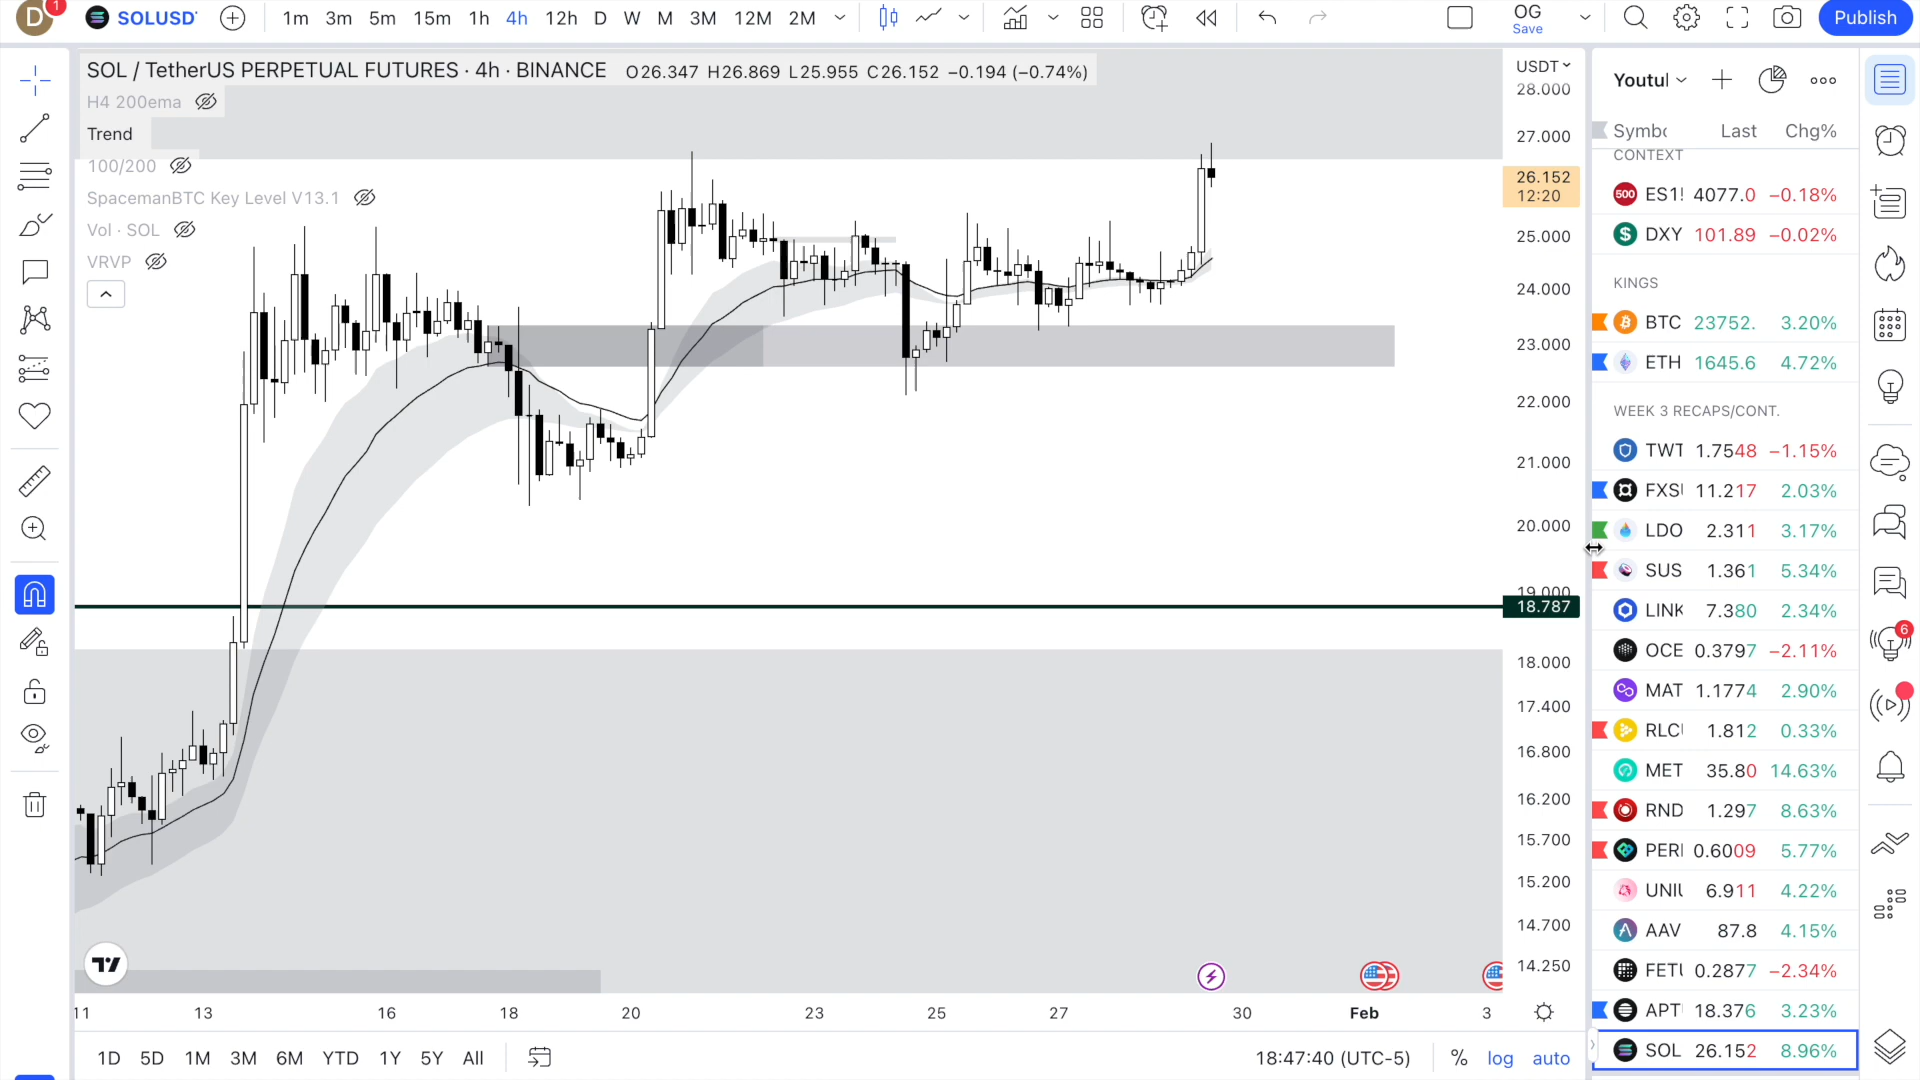 D 1 SOLUSDT 1m 3m 5m 15m 1h 4h 12h D W M 3M 12M 2M OG Save Publish
SOL / TetherUS PERPETUAL FUTURES · 4h · BINANCE O26.347 H26.869 L25.955 C26.152 −0.194 (−0.74%)
H4 200ema
Trend
100/200
SpacemanBTC Key Level V13.1
Vol · SOL
VRVP
USDT
28.000
27.000
26.152
12:20
25.000
24.000
23.000
22.000
21.000
20.000
19.000
18.787
18.000
17.400
16.800
16.200
15.700
15.200
14.700
14.250
11 13 16 18 20 23 25 27 30 Feb 3
1D 5D 1M 3M 6M YTD 1Y 5Y All 18:47:40 (UTC-5) % log auto
Youtul
Symbo Last Chg%
CONTEXT
500 ES1! 4077.0 −0.18%
$ DXY 101.89 −0.02%
KINGS
BTC 23752. 3.20%
ETH 1645.6 4.72%
WEEK 3 RECAPS/CONT.
TWT 1.7548 −1.15%
FXS 11.217 2.03%
LDO 2.311 3.17%
SUS 1.361 5.34%
LINK 7.380 2.34%
OCE 0.3797 −2.11%
MAT 1.1774 2.90%
RLC 1.812 0.33%
MET 35.80 14.63%
RND 1.297 8.63%
PER 0.6009 5.77%
UNI 6.911 4.22%
AAV 87.8 4.15%
FET 0.2877 −2.34%
APT 18.376 3.23%
SOL 26.152 8.96%
6